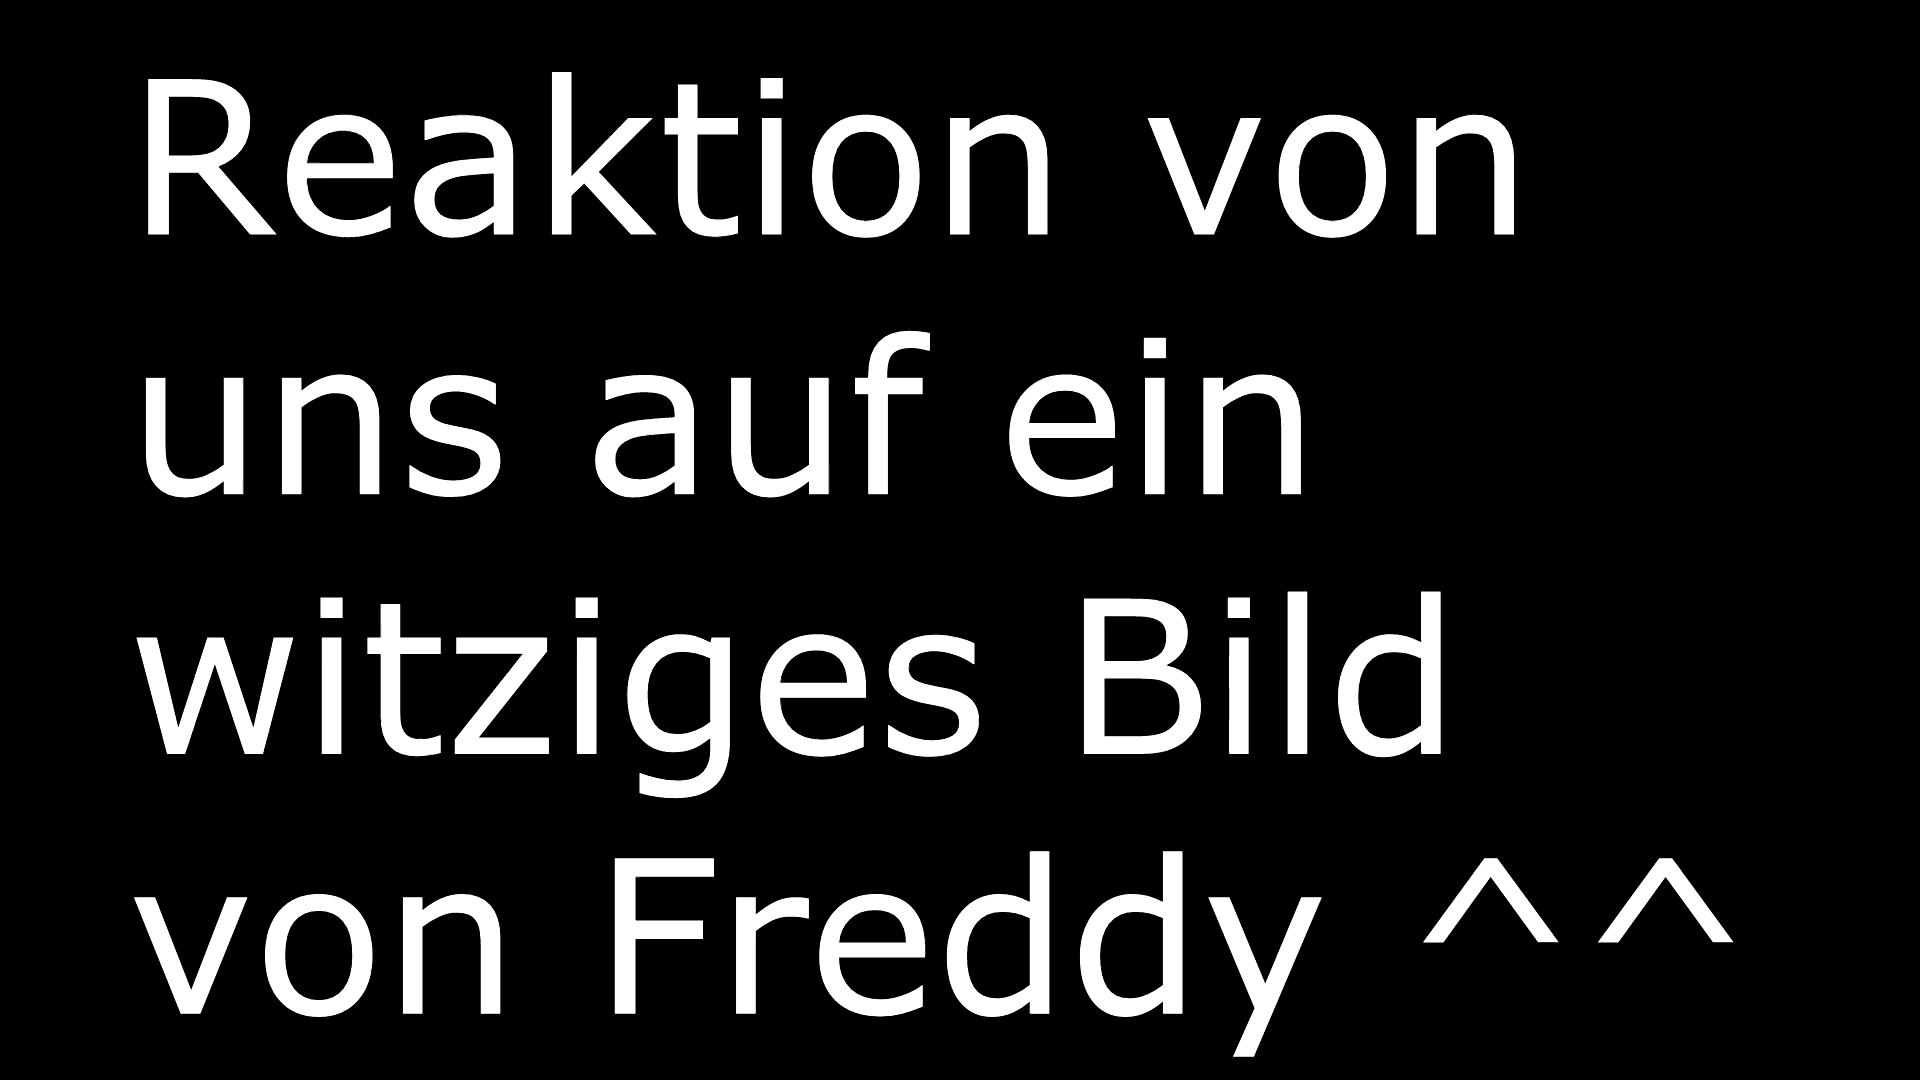 Reaktion von
uns auf ein
witziges Bild
von Freddy ^^